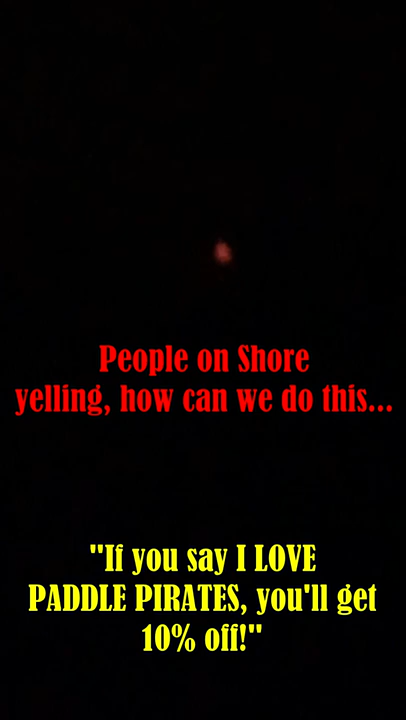 People on Shore
yelling, how can we do this...
"If you say I LOVE
PADDLE PIRATES, you'll get
10% off!"